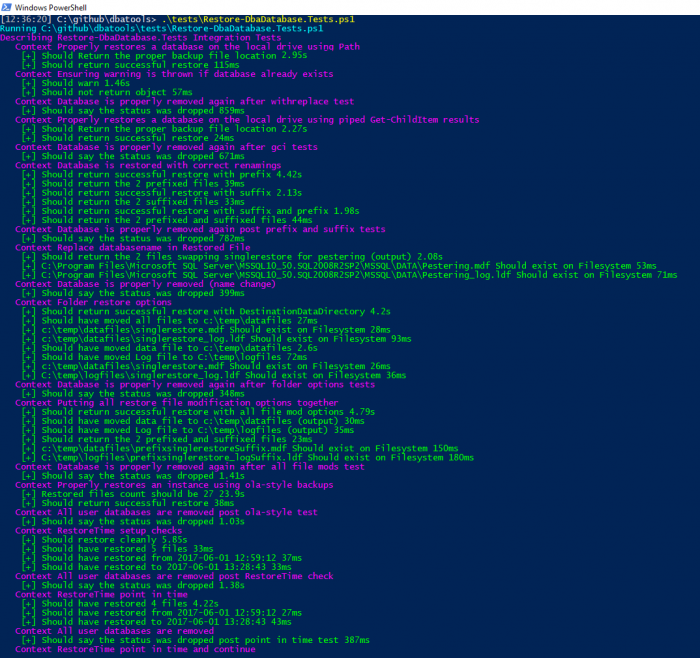 Windows PowerShell
[12:36:20] C:\github\dbatools> .\tests\Restore-DbaDatabase.Tests.ps1
Running C:\github\dbatools\tests\Restore-DbaDatabase.Tests.ps1
Describing Restore-DbaDatabase.Tests Integration Tests
Context Properly restores a database on the local drive using Path
[+] Should Return the proper backup file location 2.95s
[+] Should return successful restore 115ms
Context Ensuring warning is thrown if database already exists
[+] Should warn 1.46s
[+] Should not return object 57ms
Context Database is properly removed again after withreplace test
[+] Should say the status was dropped 859ms
Context Properly restores a database on the local drive using piped Get-ChildItem results
[+] Should Return the proper backup file location 2.27s
[+] Should return successful restore 24ms
Context Database is properly removed again after gci tests
[+] Should say the status was dropped 671ms
Context Database is restored with correct renamings
[+] Should return successful restore with prefix 4.42s
[+] Should return the 2 prefixed files 39ms
[+] Should return successful restore with suffix 2.13s
[+] Should return the 2 suffixed files 33ms
[+] Should return successful restore with suffix and prefix 1.98s
[+] Should return the 2 prefixed and suffixed files 44ms
Context Database is properly removed again post prefix and suffix tests
[+] Should say the status was dropped 782ms
Context Replace databasename in Restored File
[+] Should return the 2 files swapping singlerestore for pestering (output) 2.08s
[+] C:\Program Files\Microsoft SQL Server\MSSQL10_50.SQL2008R2SP2\MSSQL\DATA\Pestering.mdf Should exist on Filesystem 53ms
[+] C:\Program Files\Microsoft SQL Server\MSSQL10_50.SQL2008R2SP2\MSSQL\DATA\Pestering_log.ldf Should exist on Filesystem 71ms
Context Database is properly removed (name change)
[+] Should say the status was dropped 399ms
Context Folder restore options
[+] Should return successful restore with DestinationDataDirectory 4.2s
[+] Should have moved all files to c:\temp\datafiles 27ms
[+] c:\temp\datafiles\singlerestore.mdf Should exist on Filesystem 28ms
[+] c:\temp\datafiles\singlerestore_log.ldf Should exist on Filesystem 93ms
[+] Should have moved data file to c:\temp\datafiles 2.6s
[+] Should have moved Log file to C:\temp\logfiles 72ms
[+] c:\temp\datafiles\singlerestore.mdf Should exist on Filesystem 26ms
[+] C:\temp\logfiles\singlerestore_log.ldf Should exist on Filesystem 36ms
Context Database is properly removed again after folder options tests
[+] Should say the status was dropped 348ms
Context Putting all restore file modification options together
[+] Should return successful restore with all file mod options 4.79s
[+] Should have moved data file to c:\temp\datafiles (output) 30ms
[+] Should have moved Log file to C:\temp\logfiles (output) 35ms
[+] Should return the 2 prefixed and suffixed files 23ms
[+] c:\temp\datafiles\prefixsinglerestoreSuffix.mdf Should exist on Filesystem 150ms
[+] C:\temp\logfiles\prefixsinglerestore_logSuffix.ldf Should exist on Filesystem 180ms
Context Database is properly removed again after all file mods test
[+] Should say the status was dropped 1.41s
Context Properly restores an instance using ola-style backups
[+] Restored files count should be 27 23.9s
[+] Should return successful restore 38ms
Context All user databases are removed post ola-style test
[+] Should say the status was dropped 1.03s
Context RestoreTime setup checks
[+] Should restore cleanly 5.85s
[+] Should have restored 5 files 33ms
[+] Should have restored from 2017-06-01 12:59:12 37ms
[+] Should have restored to 2017-06-01 13:28:43 33ms
Context All user databases are removed post RestoreTime check
[+] Should say the status was dropped 1.38s
Context RestoreTime point in time
[+] Should have restored 4 files 4.22s
[+] Should have restored from 2017-06-01 12:59:12 27ms
[+] Should have restored to 2017-06-01 13:28:43 43ms
Context All user databases are removed
[+] Should say the status was dropped post point in time test 387ms
Context RestoreTime point in time and continue